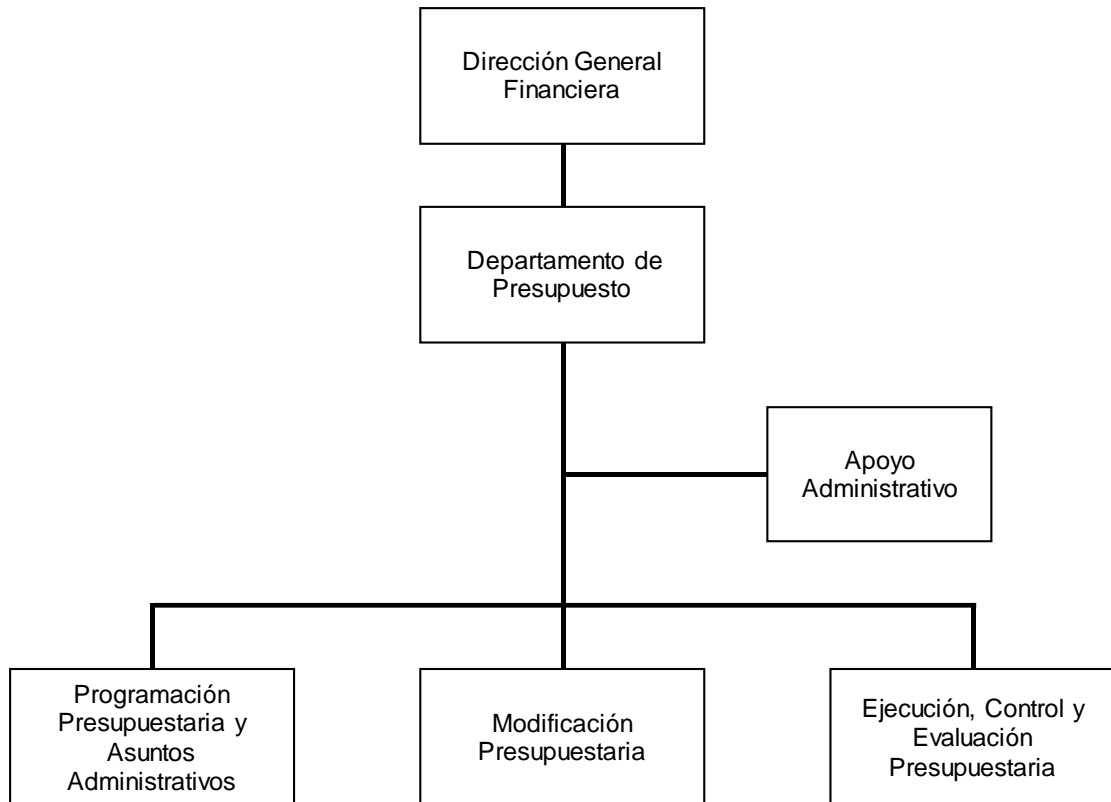 Dirección General
Financiera
Departamento de
Presupuesto
Apoyo
Administrativo
Programación
Presupuestaria y
Asuntos
Administrativos
Modificación
Presupuestaria
Ejecución, Control y
Evaluación
Presupuestaria